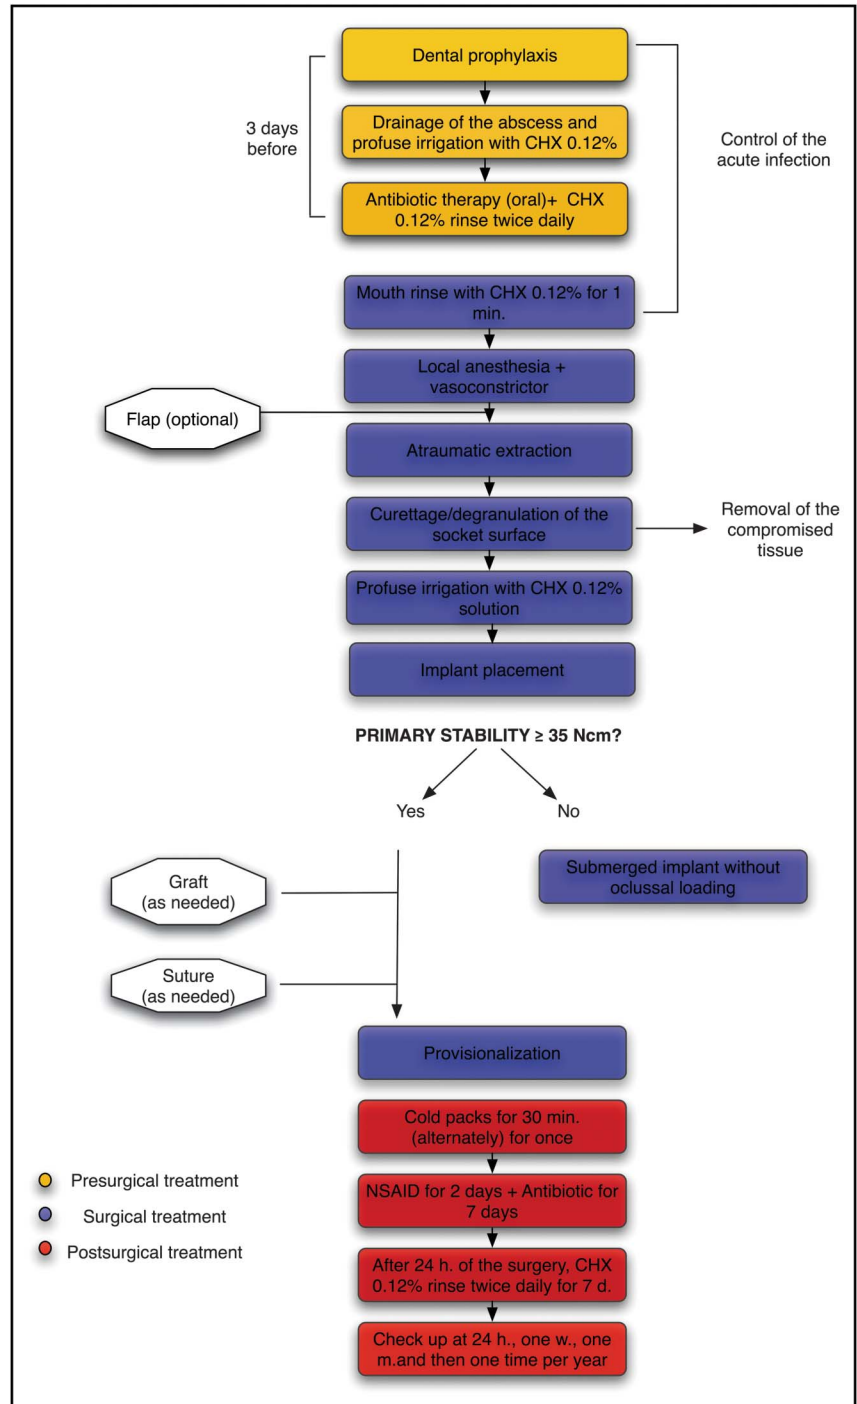 Dental prophylaxis
3 days
before
Drainage of the abscess and
profuse irrigation with CHX 0.12%
Control of the
acute infection
Antibiotic therapy (oral)+ CHX
0.12% rinse twice daily
Mouth rinse with CHX 0.12% for 1
min.
Local anesthesia +
vasoconstrictor
Flap (optional)
Atraumatic extraction
Curettage/degranulation of the
socket surface
Removal of the
compromised
tissue
Profuse irrigation with CHX 0.12%
solution
Implant placement
PRIMARY STABILITY ≥ 35 Ncm?
Yes
No
Graft
(as needed)
Submerged implant without
oclussal loading
Suture
(as needed)
Provisionalization
Cold packs for 30 min.
(alternately) for once
NSAID for 2 days + Antibiotic for
7 days
After 24 h. of the surgery, CHX
0.12% rinse twice daily for 7 d.
Check up at 24 h., one w., one
m.and then one time per year
Presurgical treatment
Surgical treatment
Postsurgical treatment